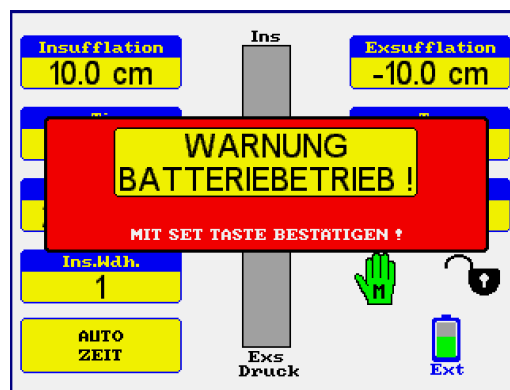 Insufflation
10.0 cm
Ins
Exsufflation
-10.0 cm
WARNUNG
BATTERIEBETRIEB !
MIT SET TASTE BESTATIGEN !
Ins.Wdh.
1
M
AUTO
ZEIT
Exs
Druck
Ext